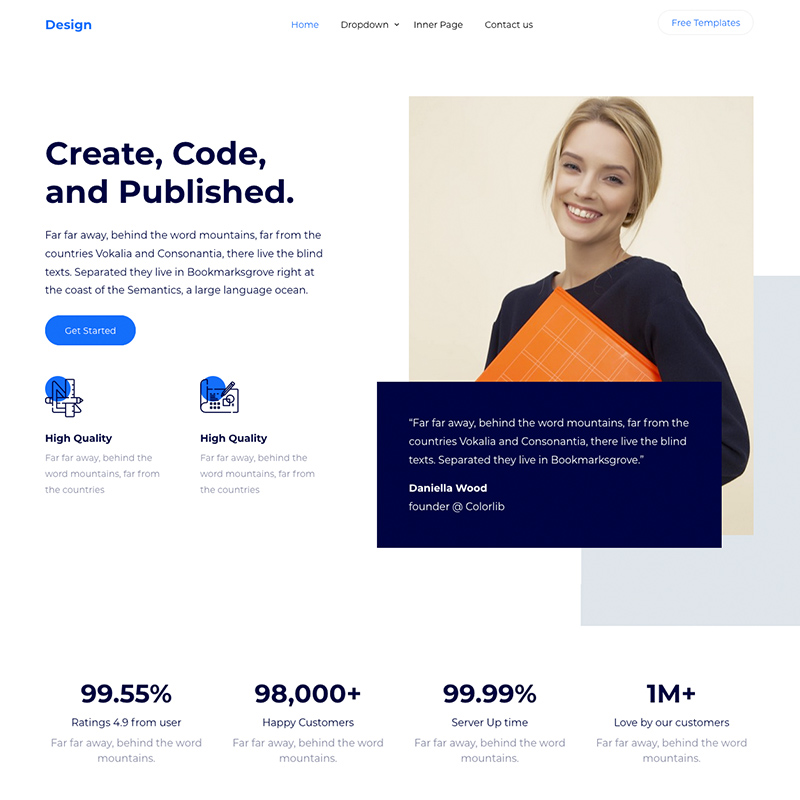 Design
Home Dropdown Inner Page Contact us
Free Templates
Create, Code,
and Published.
Far far away, behind the word mountains, far from the
countries Vokalia and Consonantia, there live the blind
texts. Separated they live in Bookmarksgrove right at
the coast of the Semantics, a large language ocean.
Get Started
High Quality
Far far away, behind the
word mountains, far from
the countries
High Quality
Far far away, behind the
word mountains, far from
the countries
“Far far away, behind the word mountains, far from the
countries Vokalia and Consonantia, there live the blind
texts. Separated they live in Bookmarksgrove.”
Daniella Wood
founder @ Colorlib
99.55%
Ratings 4.9 from user
Far far away, behind the word
mountains.
98,000+
Happy Customers
Far far away, behind the word
mountains.
99.99%
Server Up time
Far far away, behind the word
mountains.
1M+
Love by our customers
Far far away, behind the word
mountains.